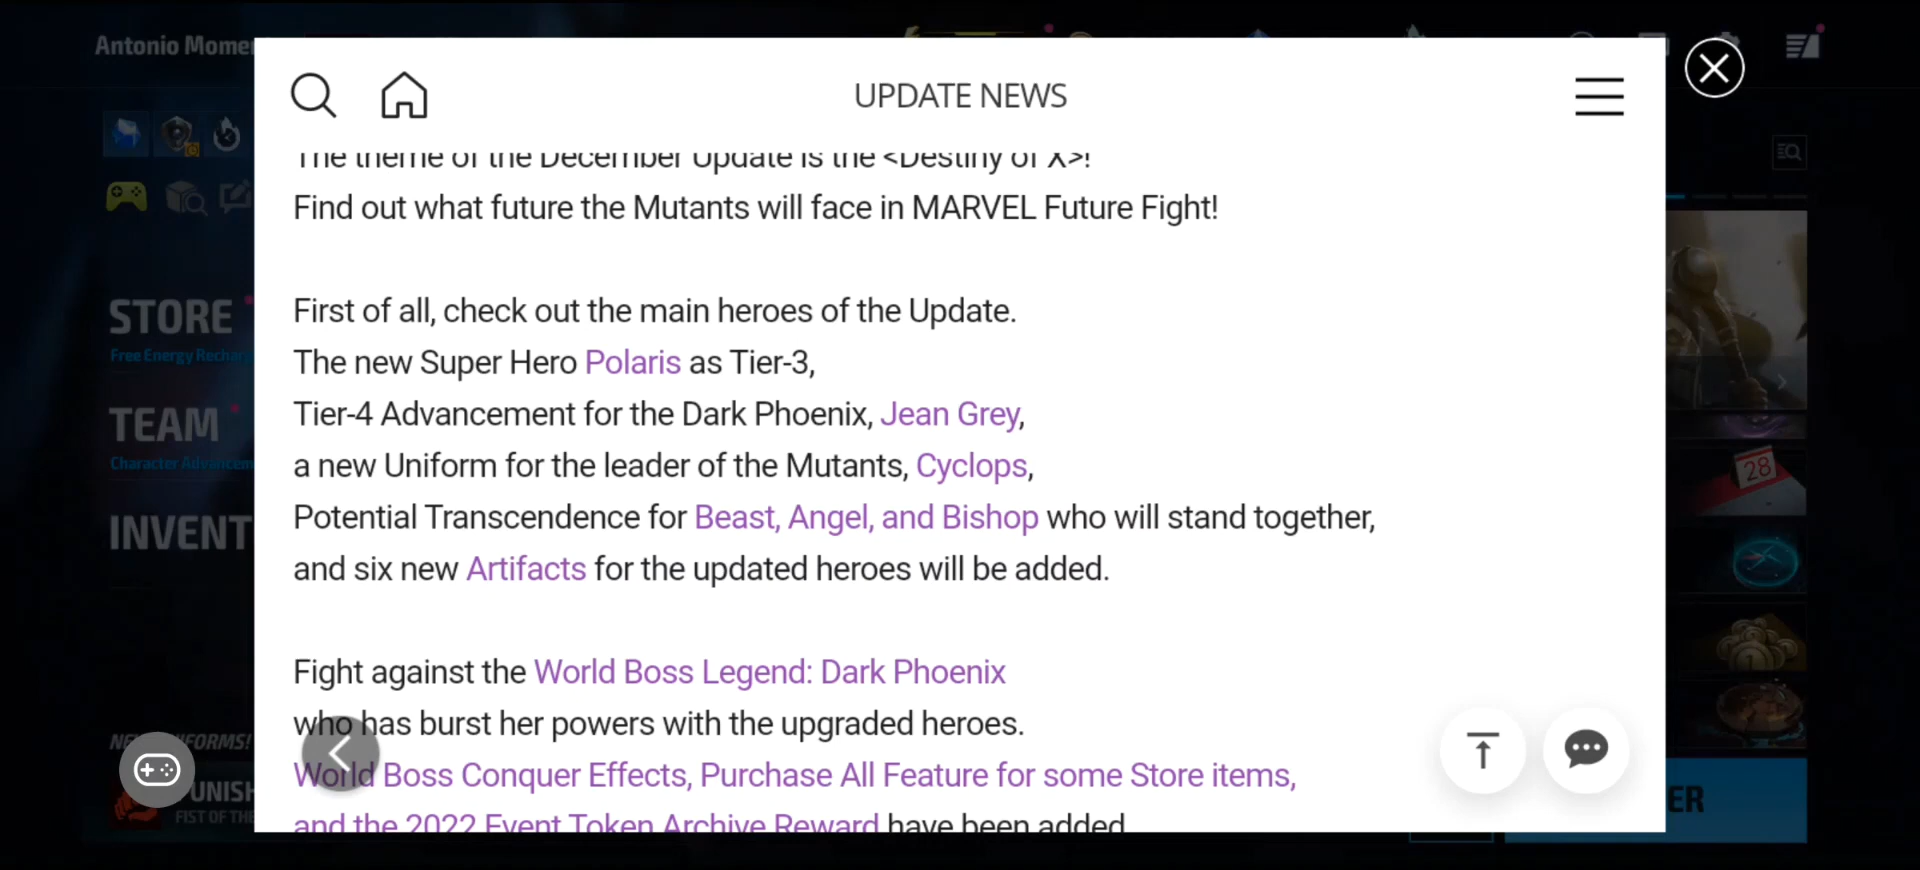 Antonio
UPDATE NEWS
The theme of the December Update is the <Destiny of X>!
Find out what future the Mutants will face in MARVEL Future Fight!
STORE
Free Energy
First of all, check out the main heroes of the Update.
The new Super Hero Polaris as Tier-3,
TEAM
Character
Tier-4 Advancement for the Dark Phoenix, Jean Grey,
a new Uniform for the leader of the Mutants, Cyclops,
28
INVENT
Potential Transcendence for Beast, Angel, and Bishop who will stand together,
and six new Artifacts for the updated heroes will be added.
Fight against the World Boss Legend: Dark Phoenix
who has burst her powers with the upgraded heroes.
World Boss Conquer Effects, Purchase All Feature for some Store items,
FIST OF THE
and the 2022 Event Token Archive Reward have been added
ER